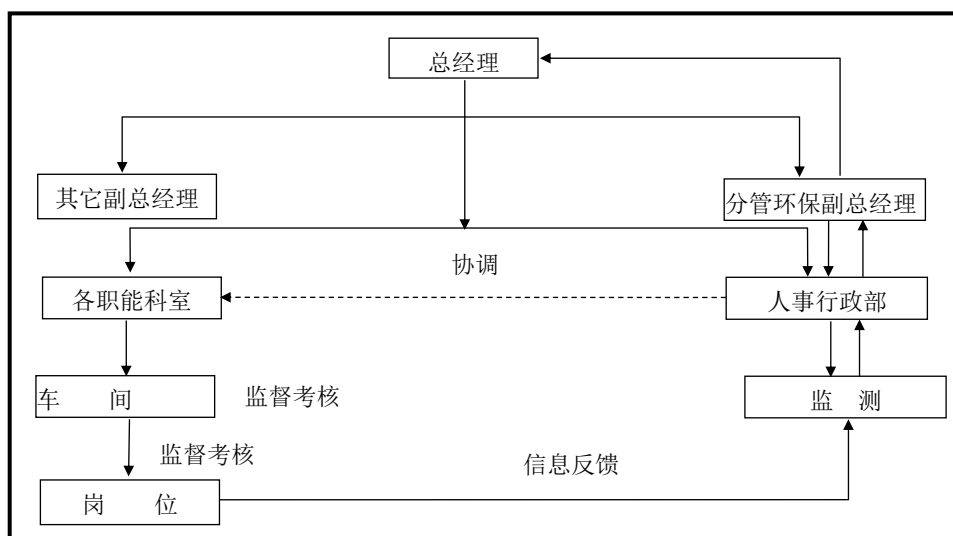 总经理
其它副总经理
分管环保副总经理
协调
各职能科室
人事行政部
车 间
监督考核
监 测
监督考核
信息反馈
岗 位